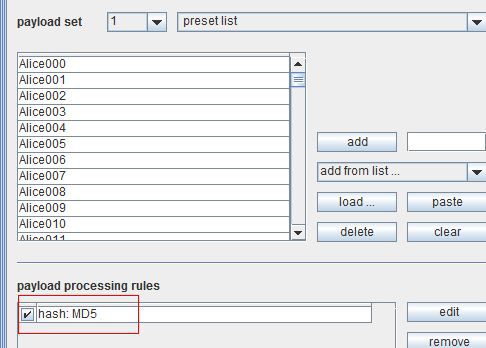 payload set 1 preset list
Alice000
Alice001
Alice002
Alice003
Alice004
Alice005
Alice006
Alice007
Alice008
Alice009
Alice010
Alice011
add
add from list ...
load ... paste
delete clear
payload processing rules
hash: MD5
edit
remove